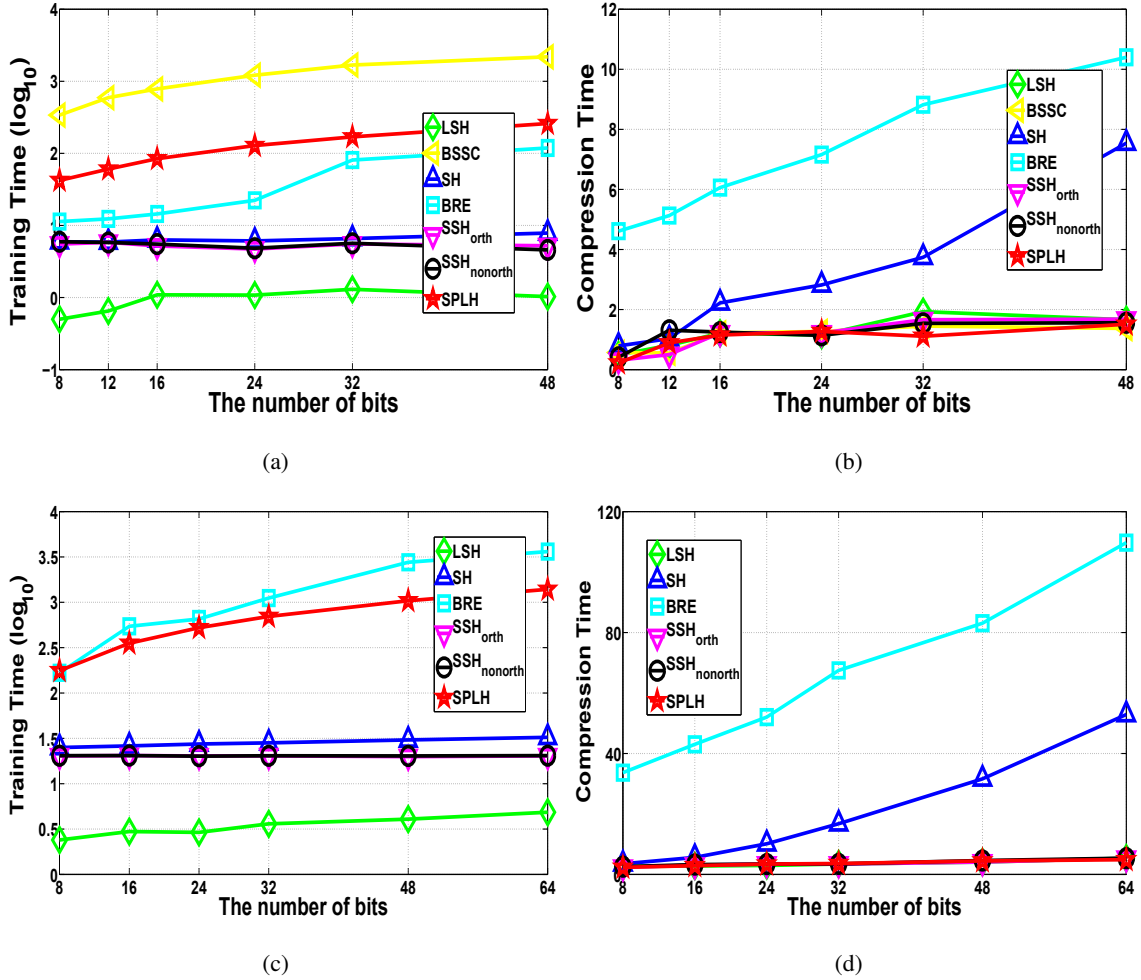 4
3
2
1
0
−1
8 12 16 24 32 48
Training Time (log10)
The number of bits
LSH
BSSC
SH
BRE
SSHorth
SSHnonorth
SPLH
(a)
12
10
8
6
4
2
0
8 12 16 24 32 48
Compression Time
The number of bits
LSH
BSSC
SH
BRE
SSHorth
SSHnonorth
SPLH
(b)
4
3.5
3
2.5
2
1.5
1
0.5
0
8 16 24 32 48 64
Training Time (log10)
The number of bits
LSH
SH
BRE
SSHorth
SSHnonorth
SPLH
(c)
120
80
40
0
8 16 24 32 48 64
Compression Time
The number of bits
LSH
SH
BRE
SSHorth
SSHnonorth
SPLH
(d)